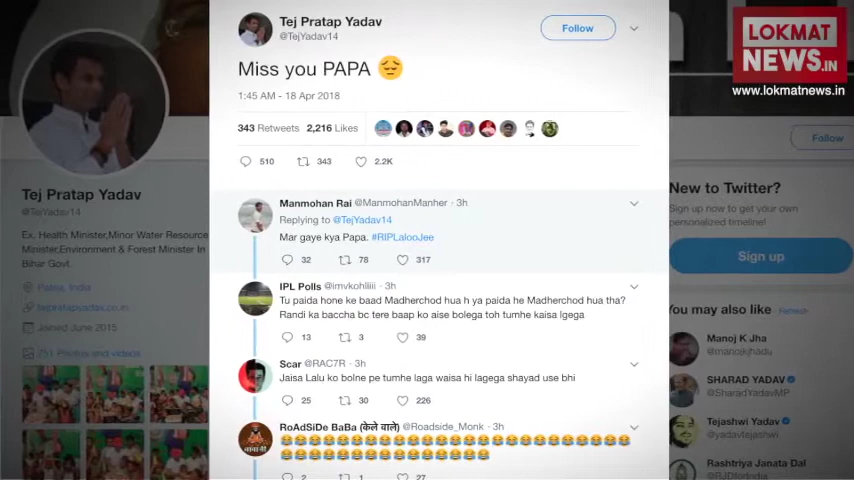 Tej Pratap Yadav
@TejYadav14
Follow
Miss you PAPA
1:45 AM - 18 Apr 2018
343 Retweets 2,216 Likes
510 343 2.2K
Manmohan Rai @ManmohanManher · 3h
Replying to @TejYadav14
Mar gaye kya Papa. #RIPLalooJee
32 78 317
IPL Polls @imvkohliiii · 3h
Tu paida hone ke baad Madherchod hua h ya paida he Madherchod hua tha?
Randi ka baccha bc tere baap ko aise bolega toh tumhe kaisa lgega
13 3 39
Scar @RAC7R · 3h
Jaisa Lalu ko bolne pe tumhe laga waisa hi lagega shayad use bhi
25 30 226
RoAdSiDe BaBa (केले वाले) @Roadside_Monk · 3h
2 1 27
LOKMAT
NEWS.IN
www.lokmatnews.in
Tej Pratap Yadav
@TejYadav14
Ex. Health Minister,Minor Water Resource
Minister,Environment & Forest Minister In
Bihar Govt.
Patna, India
tejpratapyadav.co.in
Joined June 2015
251 Photos and videos
Follow
New to Twitter?
Sign up now to get your own
personalized timeline!
Sign up
You may also like · Refresh
Manoj K Jha
@manojkjhadu
SHARAD YADAV
@SharadYadavMP
Tejashwi Yadav
@yadavtejashwi
Rashtriya Janata Dal
@RJDforIndia